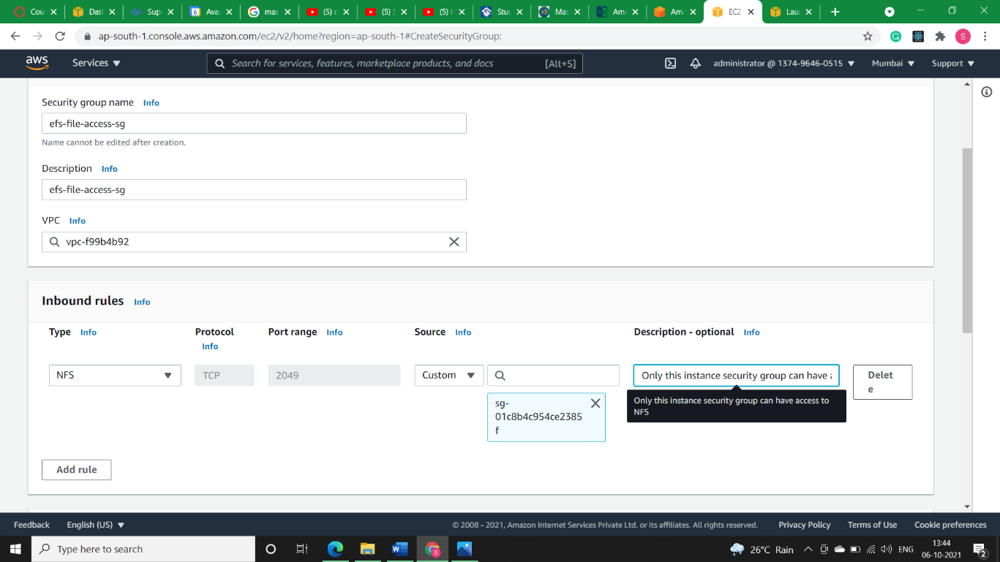 Cou
Das
Sup
6
Ava
G
mas
(5) r
(5) S
(5) I
Stuc
Mas
Ama
Am
EC2
Laun
ap-south-1.console.aws.amazon.com/ec2/v2/home?region=ap-south-1#CreateSecurityGroup:
G
S
aws
Services
Search for services, features, marketplace products, and docs
[Alt+S]
administrator @ 1374-9646-0515
Mumbai
Support
Security group name Info
efs-file-access-sg
Name cannot be edited after creation.
Description Info
efs-file-access-sg
VPC Info
vpc-f99b4b92
Inbound rules Info
Type Info
Protocol
Info
Port range Info
Source Info
Description - optional Info
NFS
TCP
2049
Custom
Only this instance security group can have
Delet
e
sg-
01c8b4c954ce2385
f
Only this instance security group can have access to
NFS
Add rule
Feedback
English (US)
© 2008 - 2021, Amazon Internet Services Private Ltd. or its affiliates. All rights reserved.
Privacy Policy
Terms of Use
Cookie preferences
Type here to search
26°C Rain
ENG
13:44
06-10-2021
2